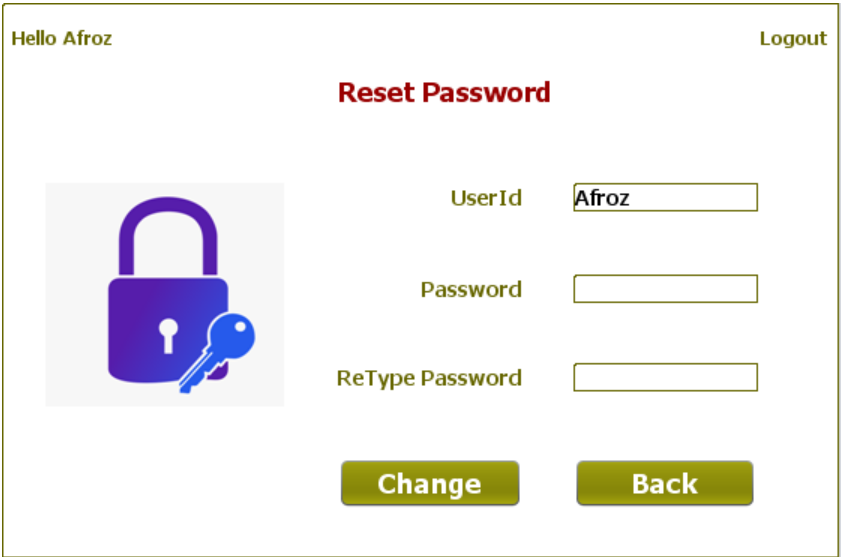 Hello Afroz Logout
Reset Password
UserId Afroz
Password
ReType Password
Change Back